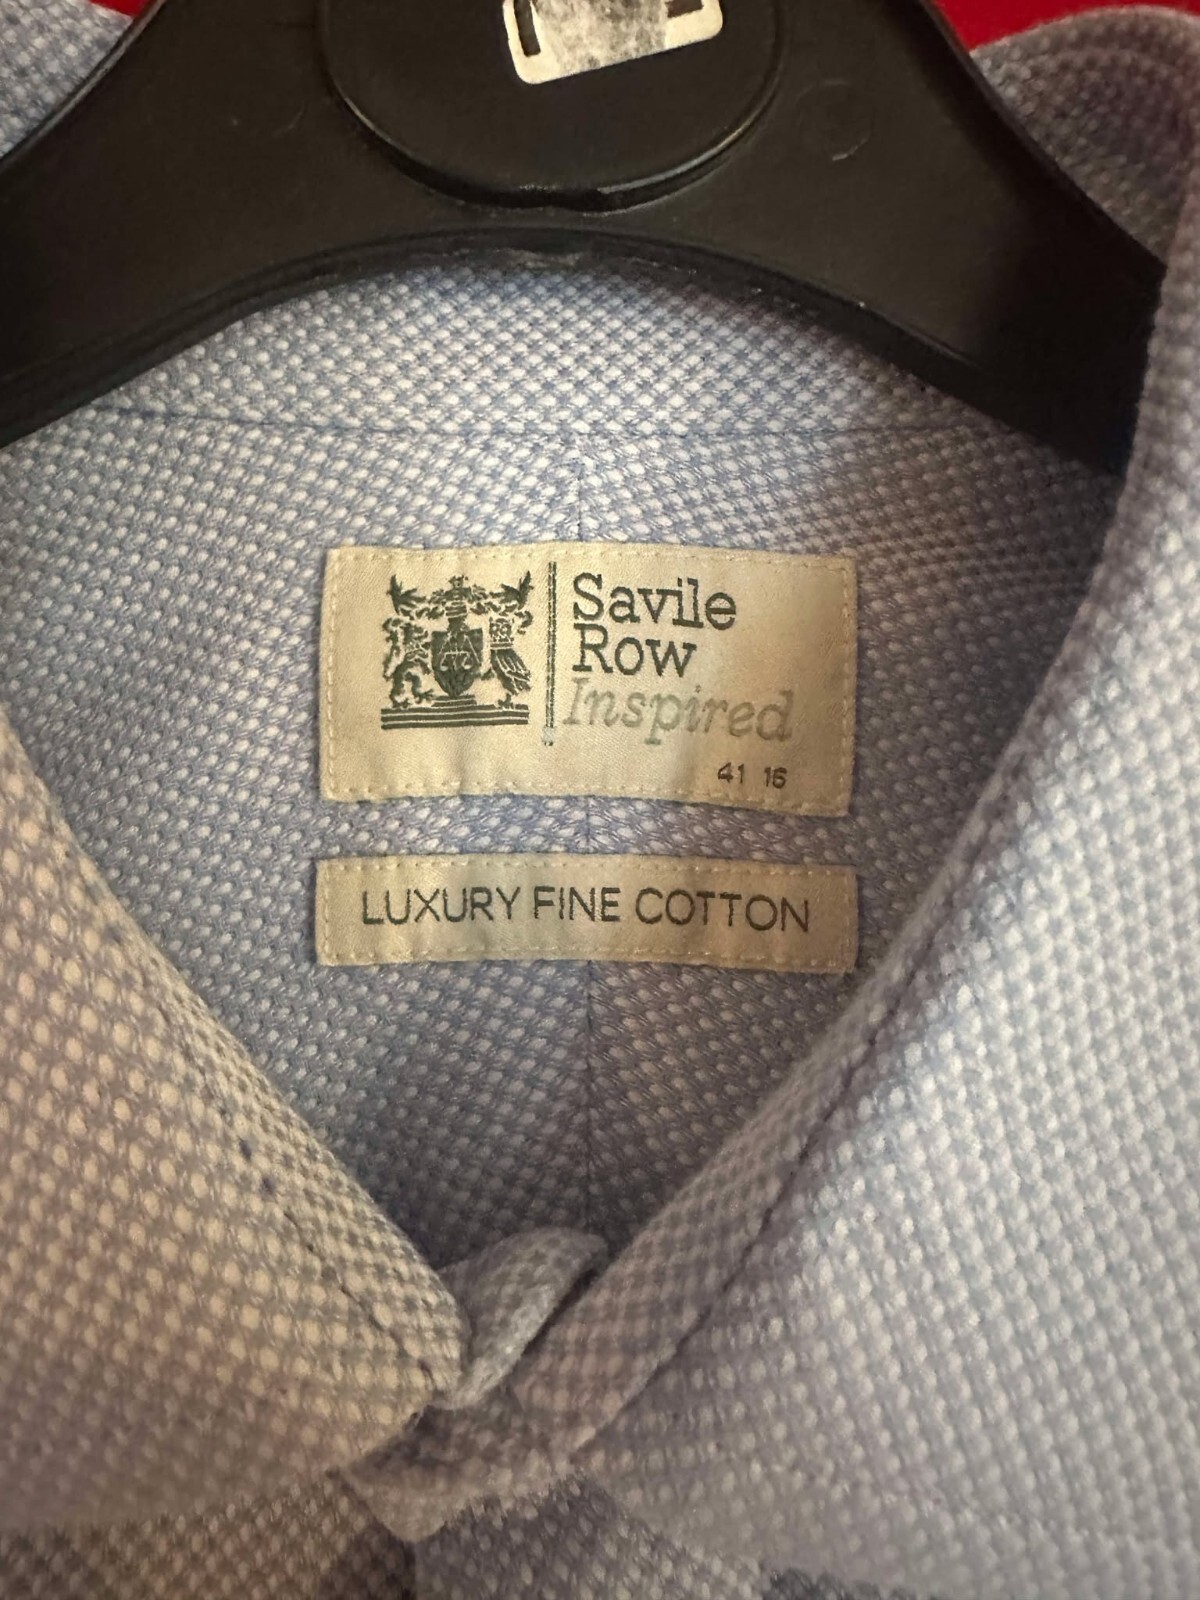 Savile
Row
Inspired
41 16
LUXURY FINE COTTON